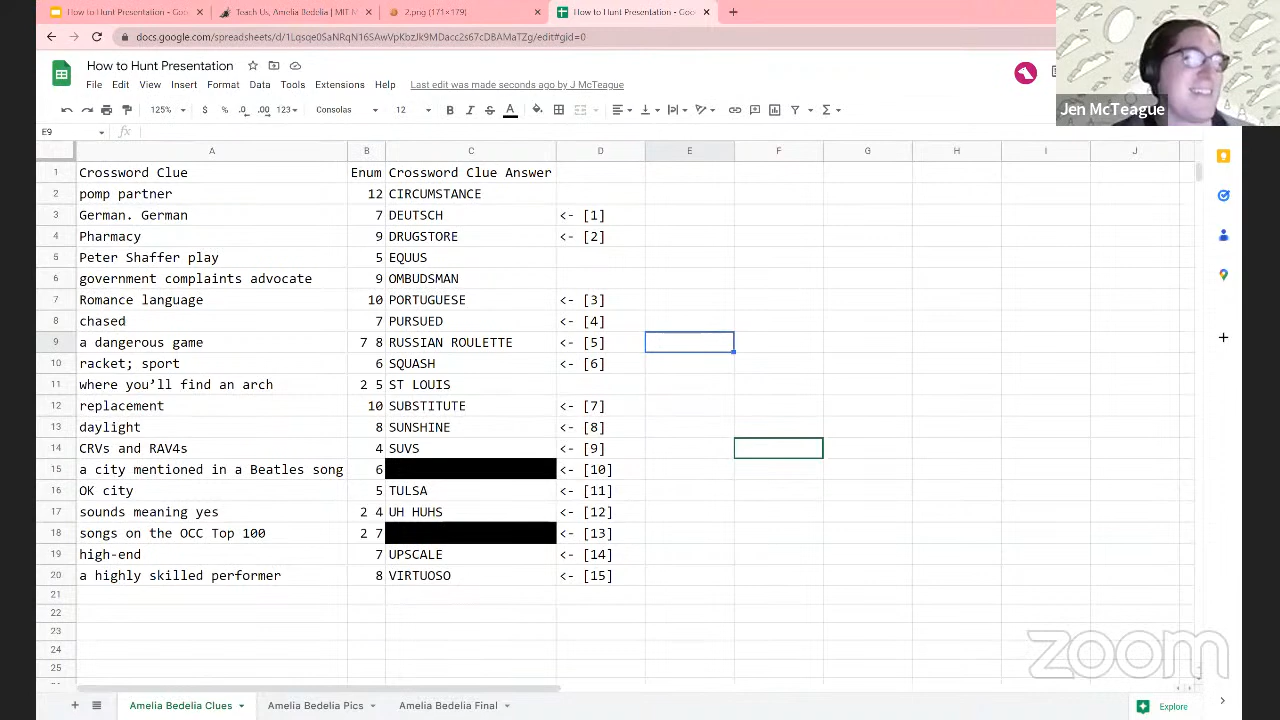 How to Hunt Presentation - Goo
Teach Us, Amelia Bedelia | MIT M
2.png (171×179)
How to Hunt Presentation - Goo
docs.google.com/spreadsheets/d/
/edit#gid=0
How to Hunt Presentation
File Edit View Insert Format Data Tools Extensions Help Last edit was made seconds ago by J McTeague
Jen McTeague
125% $ % .0 .00 123 Consolas 12 B I S A
E9 fx
A B C D E F G H I J
1 Crossword Clue Enum Crossword Clue Answer
2 pomp partner 12 CIRCUMSTANCE
3 German. German 7 DEUTSCH <- [1]
4 Pharmacy 9 DRUGSTORE <- [2]
5 Peter Shaffer play 5 EQUUS
6 government complaints advocate 9 OMBUDSMAN
7 Romance language 10 PORTUGUESE <- [3]
8 chased 7 PURSUED <- [4]
9 a dangerous game 7 8 RUSSIAN ROULETTE <- [5]
10 racket; sport 6 SQUASH <- [6]
11 where you’ll find an arch 2 5 ST LOUIS
12 replacement 10 SUBSTITUTE <- [7]
13 daylight 8 SUNSHINE <- [8]
14 CRVs and RAV4s 4 SUVS <- [9]
15 a city mentioned in a Beatles song 6 <- [10]
16 OK city 5 TULSA <- [11]
17 sounds meaning yes 2 4 UH HUHS <- [12]
18 songs on the OCC Top 100 2 7 <- [13]
19 high-end 7 UPSCALE <- [14]
20 a highly skilled performer 8 VIRTUOSO <- [15]
21
22
23
24
25
zoom
Amelia Bedelia Clues Amelia Bedelia Pics Amelia Bedelia Final Explore